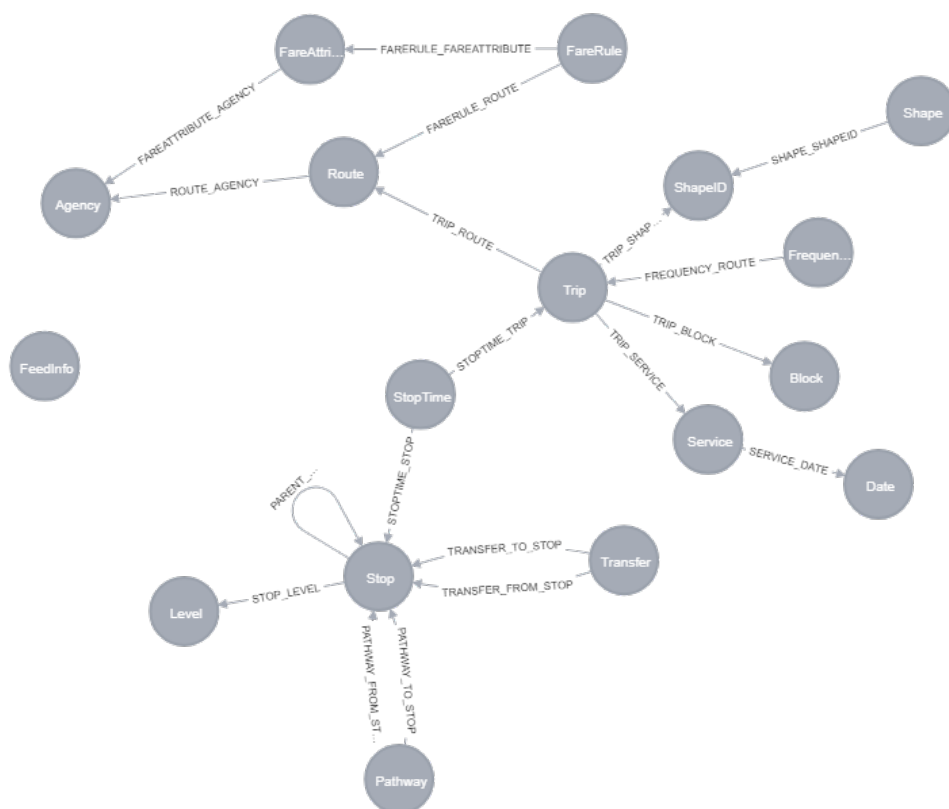 FareAttri...
FARERULE_FAREATTRIBUTE
FareRule
FAREATTRIBUTE_AGENCY
FARERULE_ROUTE
Shape
SHAPE_SHAPEID
Route
ShapeID
ROUTE_AGENCY
Agency
TRIP_ROUTE
TRIP_SHAP...
Frequen...
FREQUENCY_ROUTE
Trip
TRIP_BLOCK
STOPTIME_TRIP
TRIP_SERVICE
FeedInfo
Block
StopTime
Service
SERVICE_DATE
Date
STOPTIME_STOP
PARENT_...
TRANSFER_TO_STOP
Transfer
Stop
TRANSFER_FROM_STOP
STOP_LEVEL
Level
PATHWAY_FROM_ST...
PATHWAY_TO_STOP
Pathway